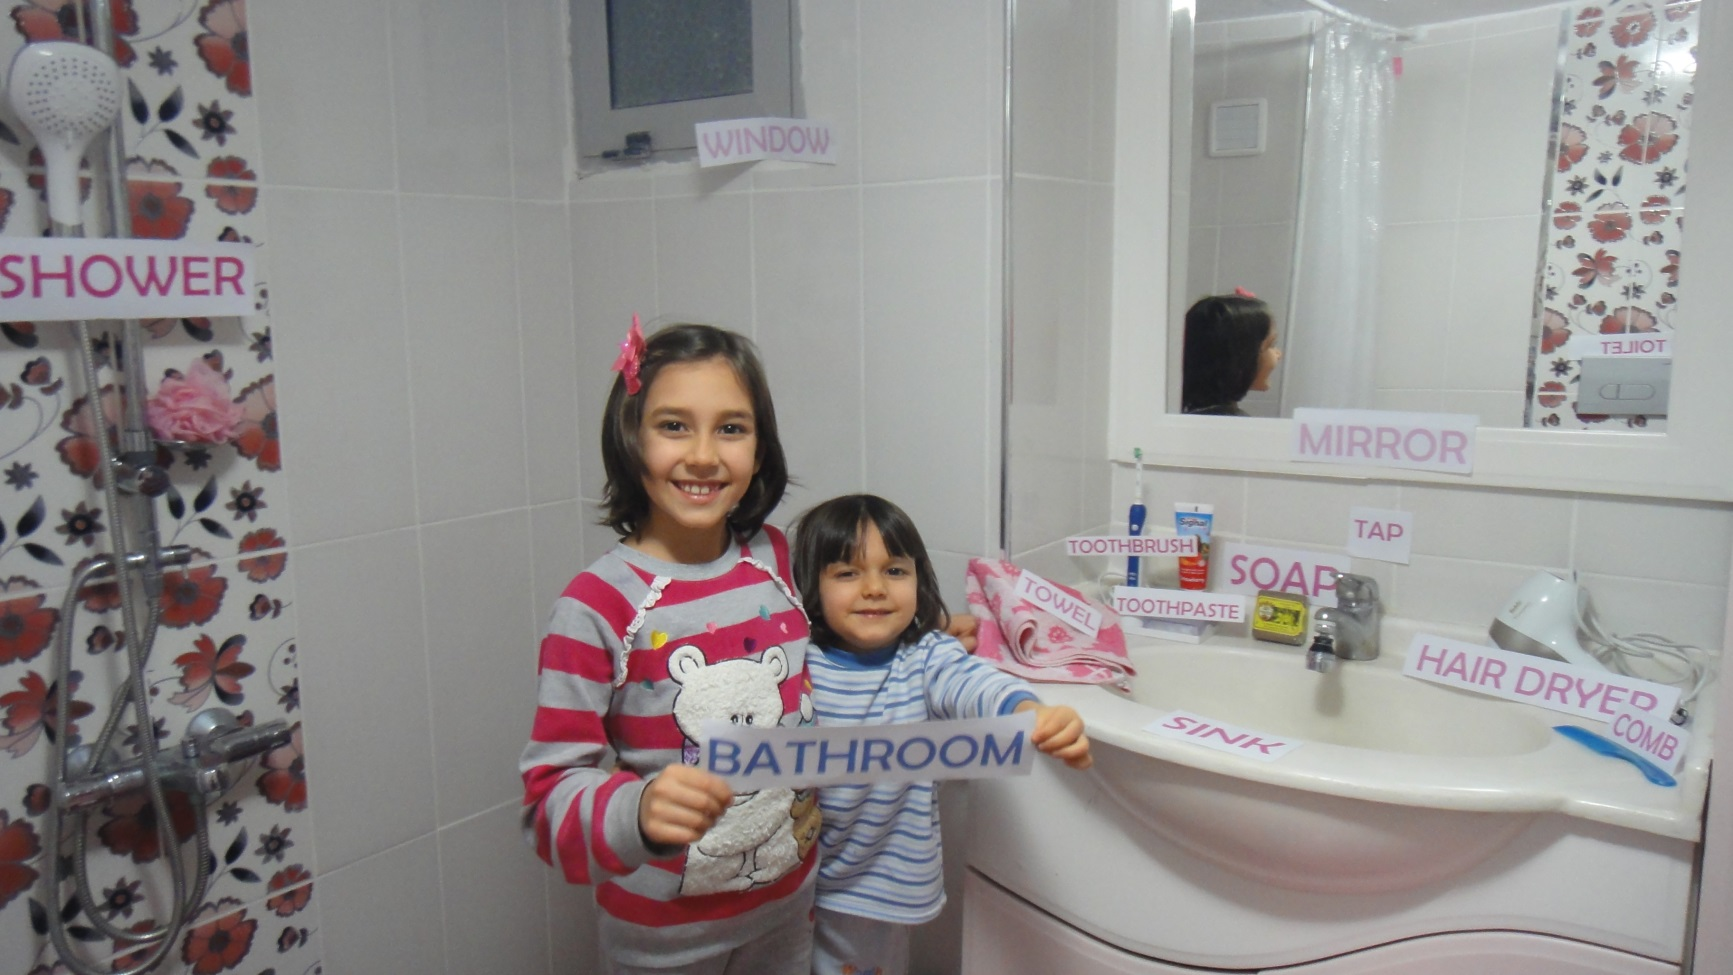 WINDOW
SHOWER
TOILET
MIRROR
TAP
TOOTHBRUSH
SOAP
TOWEL
TOOTHPASTE
HAIR DRYER
COMB
SINK
BATHROOM